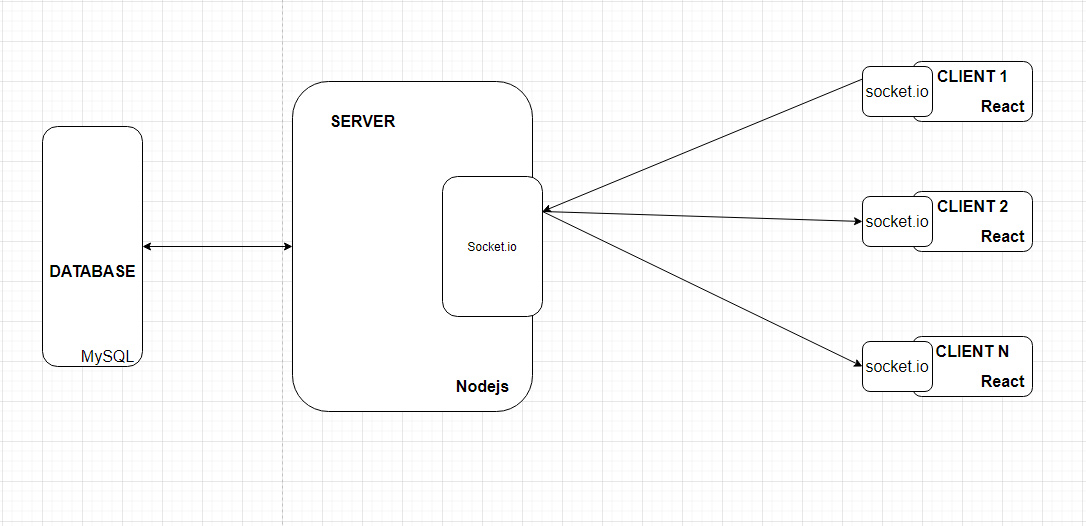 DATABASE
MySQL
SERVER
Socket.io
Nodejs
socket.io
CLIENT 1
React
socket.io
CLIENT 2
React
socket.io
CLIENT N
React